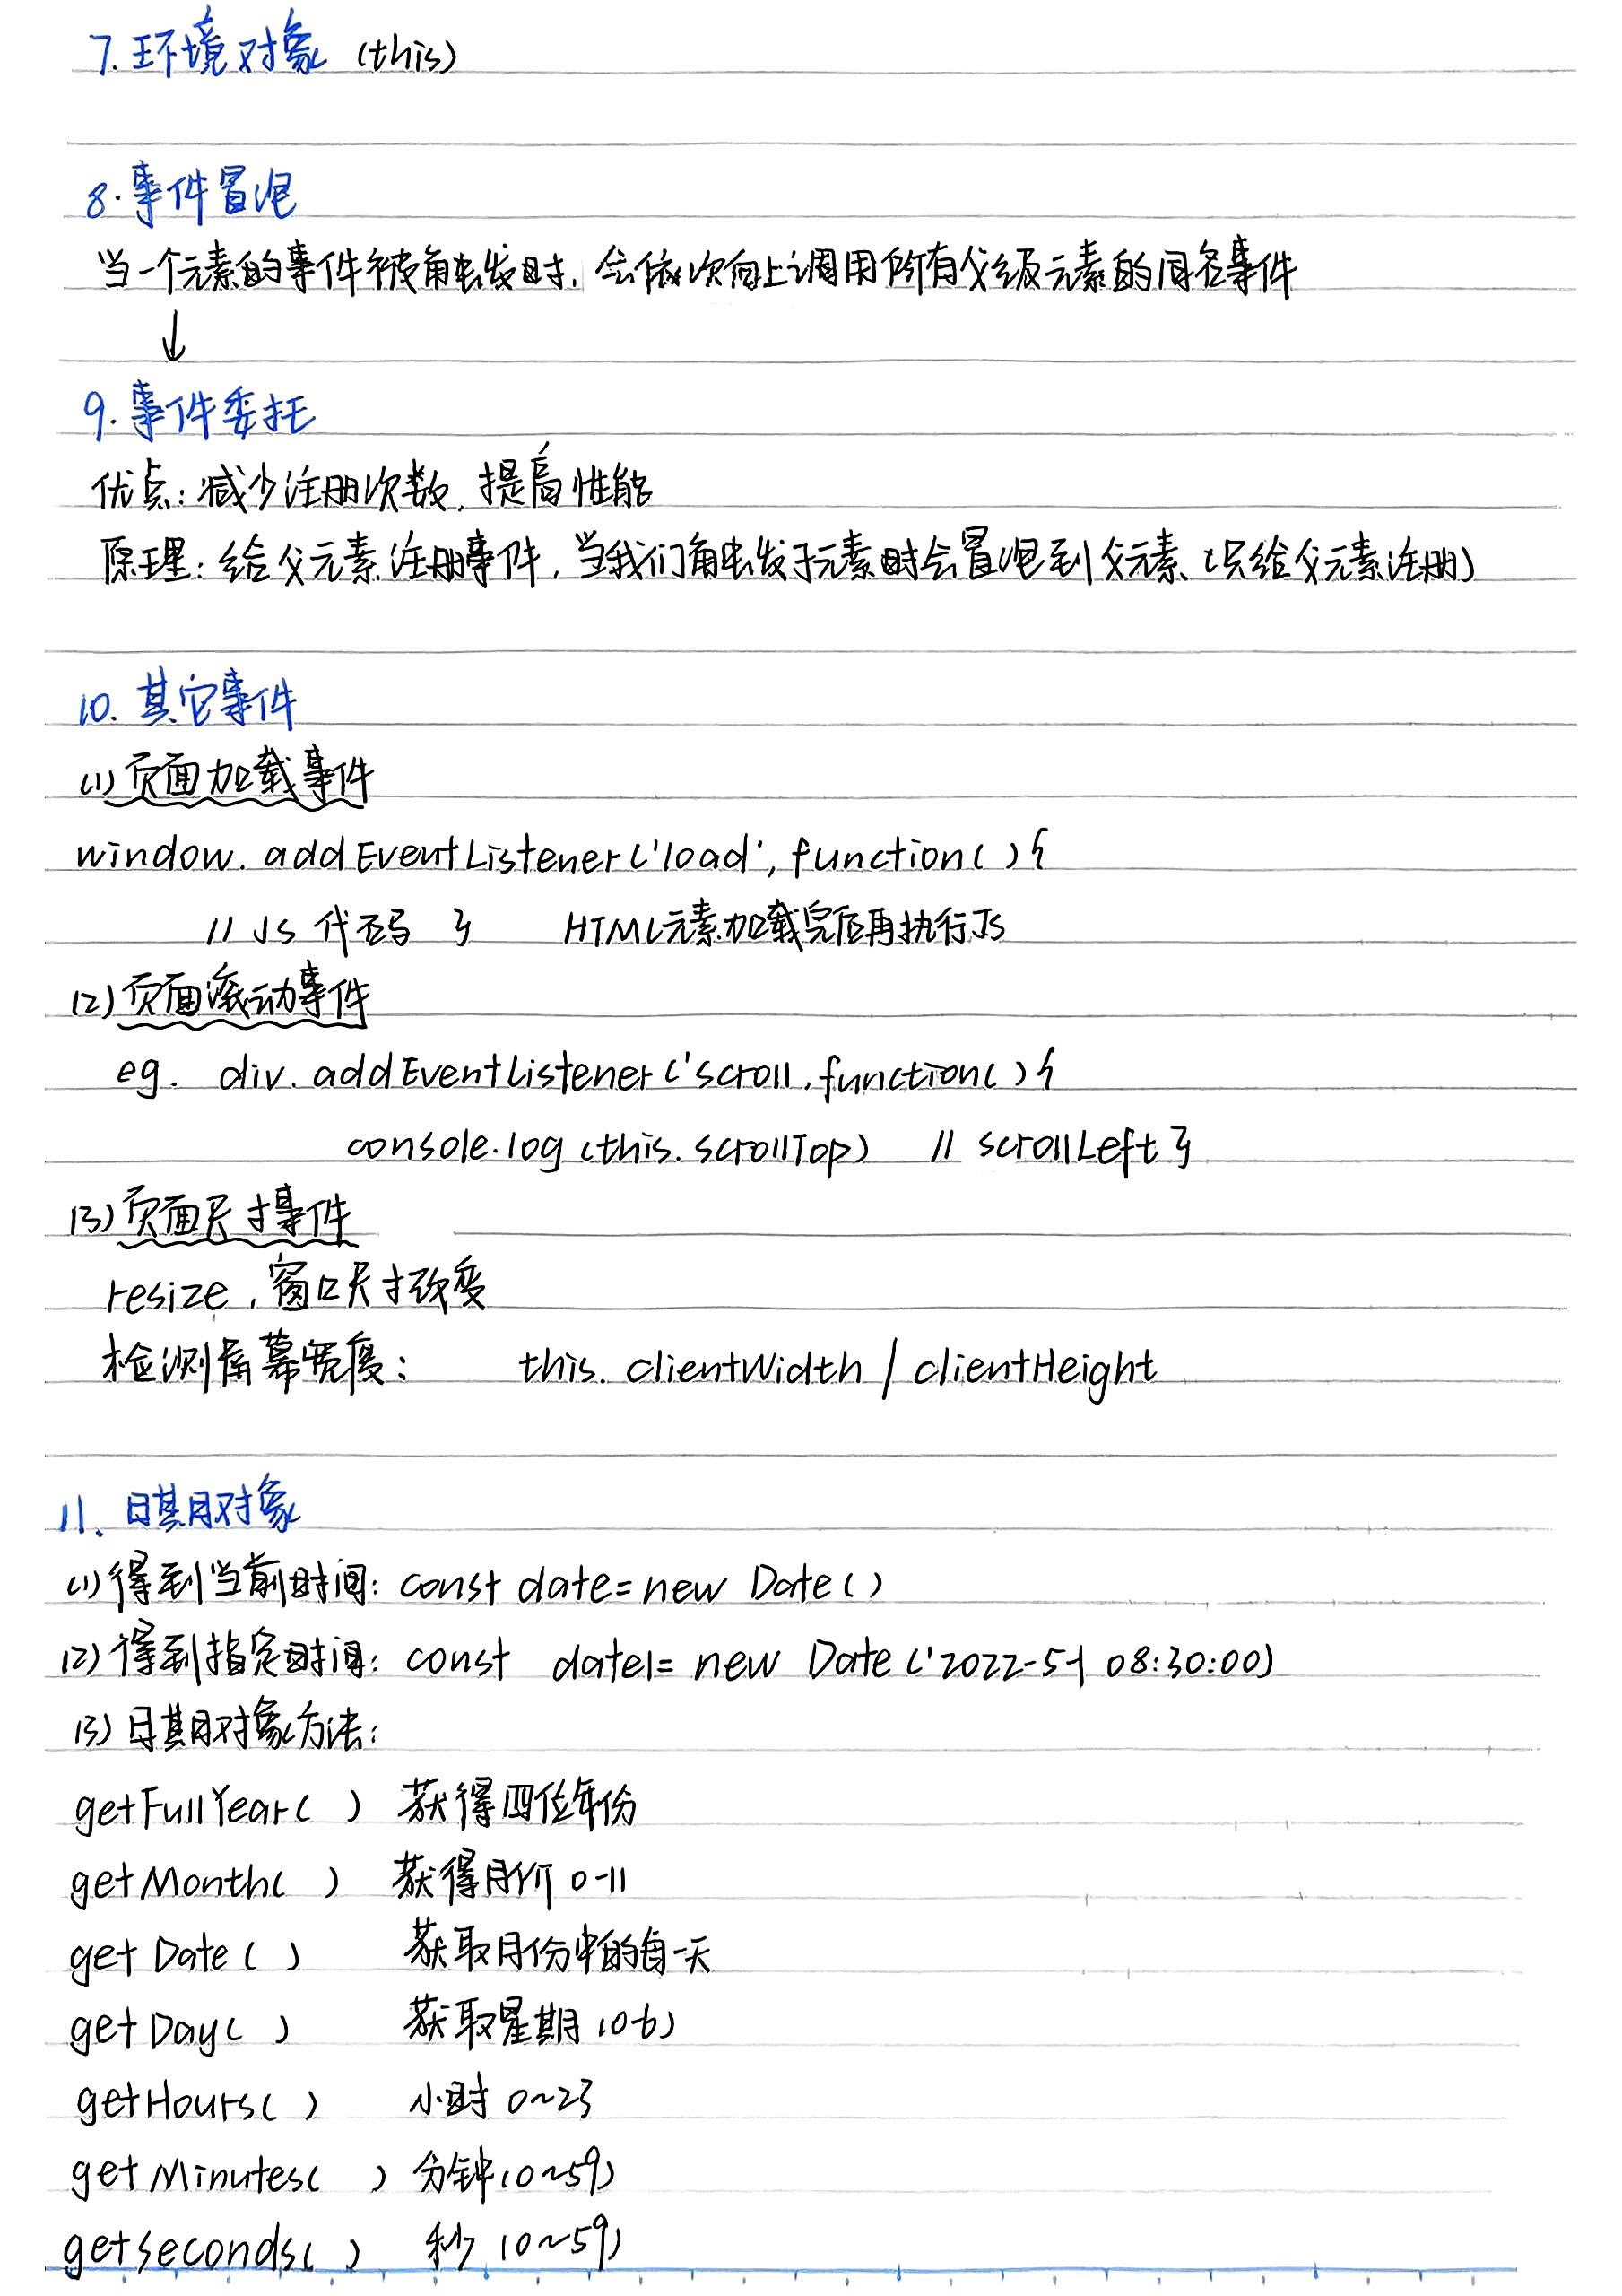 7. 环境对象 (this)
8. 事件冒泡
当一个元素的事件被触发时, 会依次向上调用所有父级元素的同名事件
↓
9. 事件委托
优点: 减少注册次数, 提高性能
原理: 给父元素注册事件, 当我们触发子元素时会冒泡到父元素 (只给父元素注册)
10. 其它事件
(1) 页面加载事件
window.addEventListener('load', function(){
// JS 代码 } HTML元素加载完后再执行JS
(2) 页面滚动事件
eg. div.addEventListener('scroll, function(){
console.log(this.scrollTop) // scrollLeft }
(3) 页面尺寸事件
resize, 窗口尺寸改变
检测屏幕宽度: this.clientWidth / clientHeight
11、日期对象
(1) 得到当前时间: const date=new Date()
(2) 得到指定时间: const date1= new Date('2022-5-1 08:30:00)
(3) 日期对象方法:
getFullYear( ) 获得四位年份
getMonth( ) 获得月份 0-11
getDate( ) 获取月份中的每一天
getDay( ) 获取星期 (0-6)
getHours( ) 小时 0~23
getMinutes( ) 分钟 (0~59)
getseconds( ) 秒 (0~59)